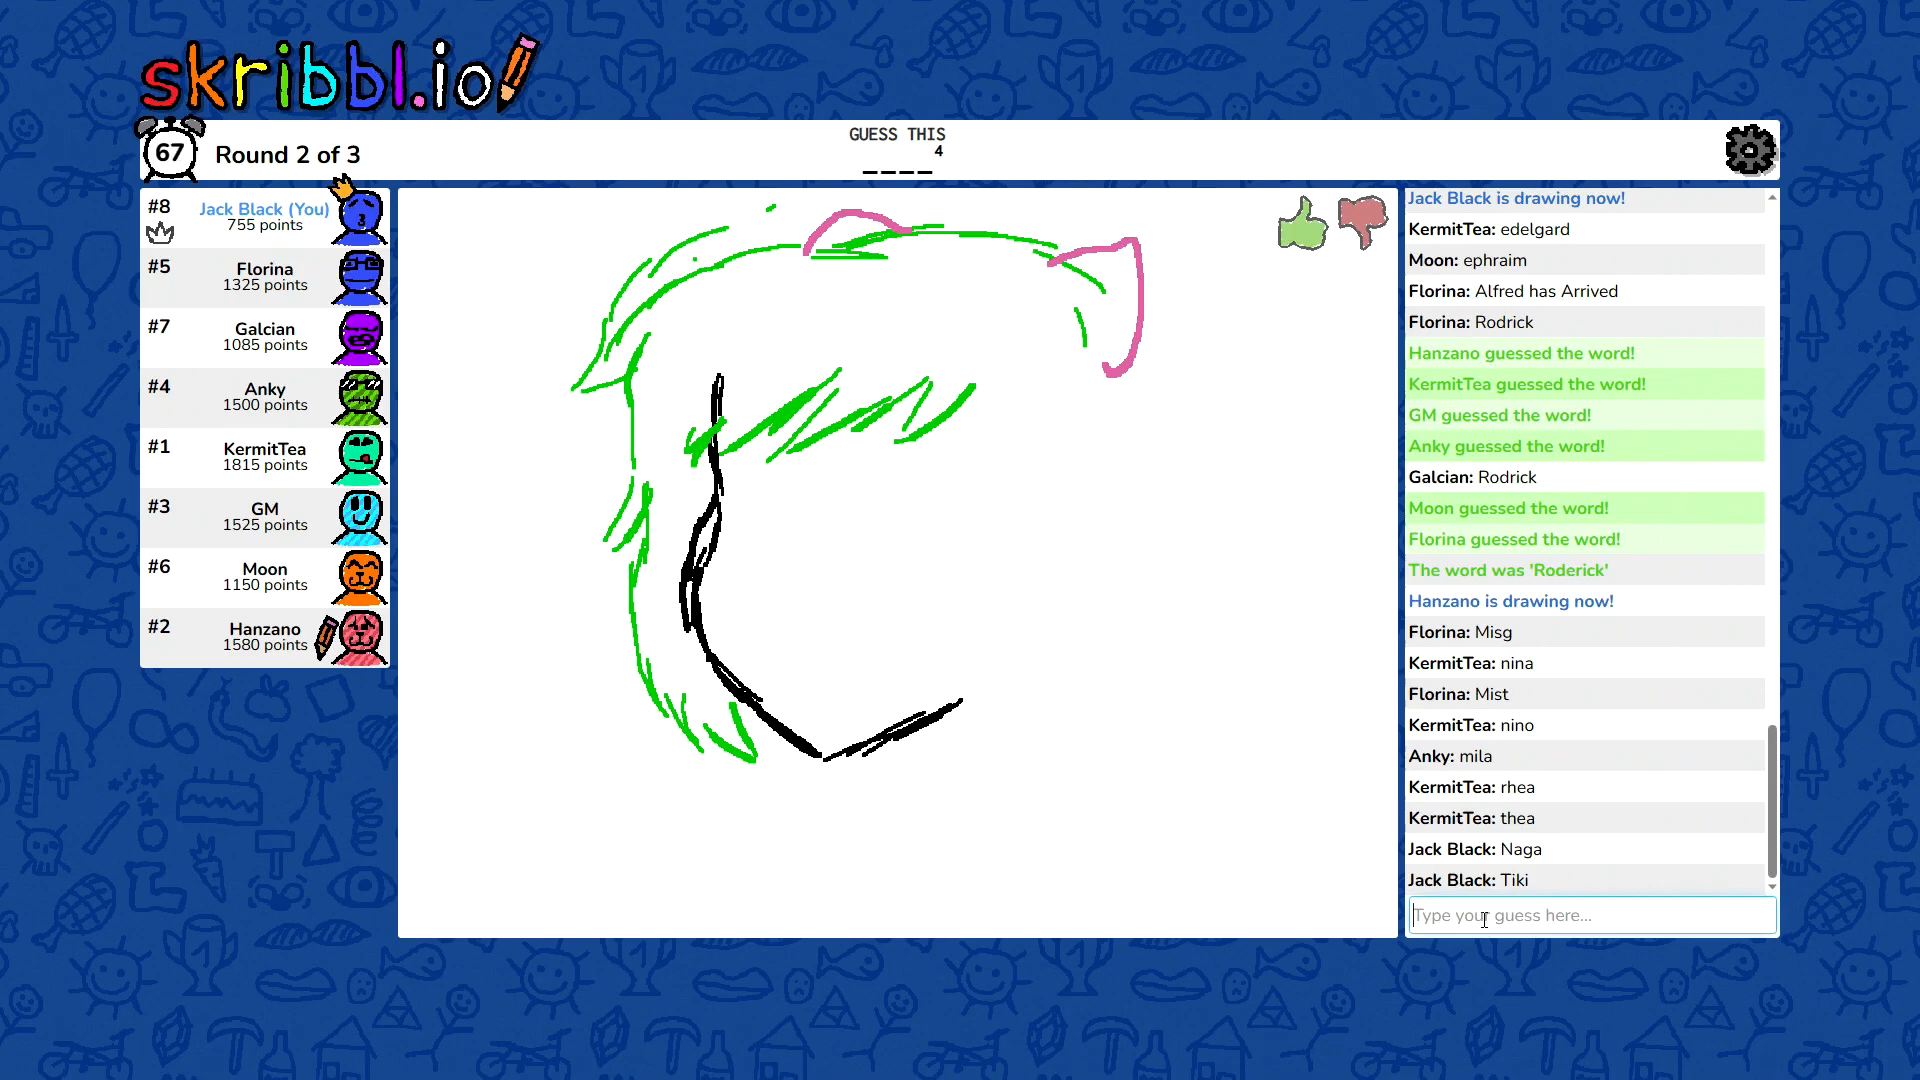 skribbl.io
67
Round 2 of 3
GUESS THIS
4
____
#8
Jack Black (You)
755 points
#5
Florina
1325 points
#7
Galcian
1085 points
#4
Anky
1500 points
#1
KermitTea
1815 points
#3
GM
1525 points
#6
Moon
1150 points
#2
Hanzano
1580 points
Jack Black is drawing now!
KermitTea: edelgard
Moon: ephraim
Florina: Alfred has Arrived
Florina: Rodrick
Hanzano guessed the word!
KermitTea guessed the word!
GM guessed the word!
Anky guessed the word!
Galcian: Rodrick
Moon guessed the word!
Florina guessed the word!
The word was 'Roderick'
Hanzano is drawing now!
Florina: Misg
KermitTea: nina
Florina: Mist
KermitTea: nino
Anky: mila
KermitTea: rhea
KermitTea: thea
Jack Black: Naga
Jack Black: Tiki
Type your guess here...